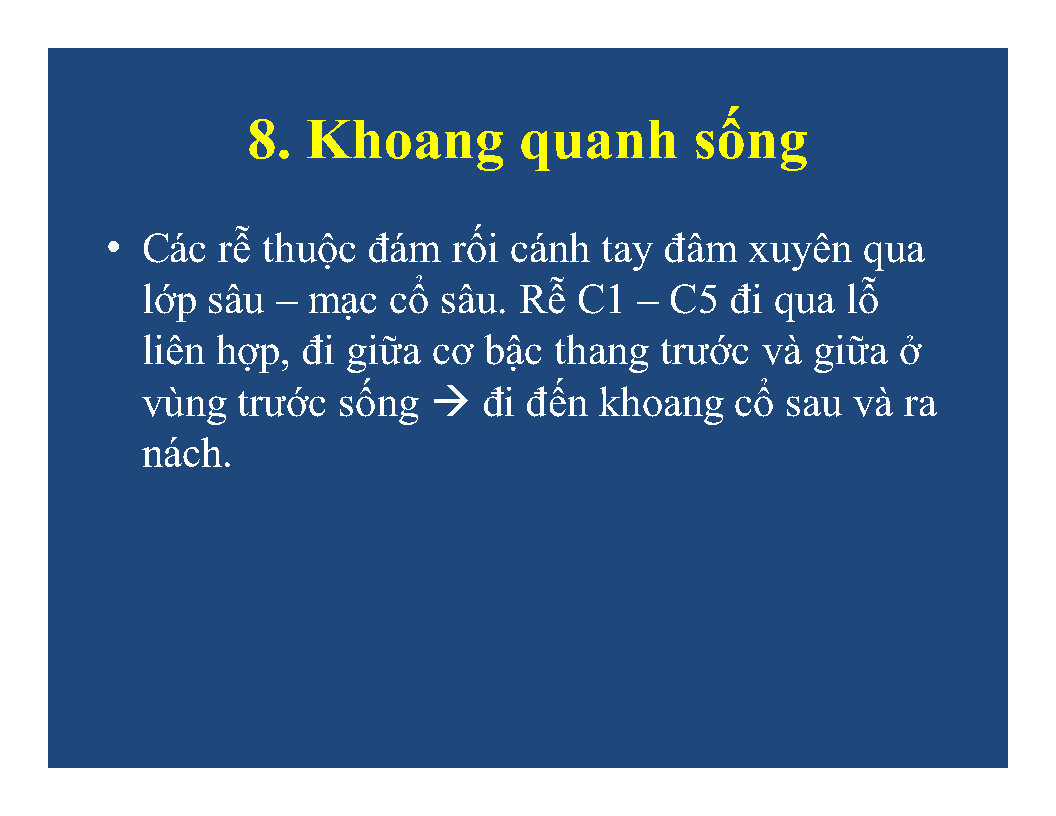 8. Khoang quanh sống
• Các rễ thuộc đám rối cánh tay đâm xuyên qua
lớp sâu – mạc cổ sâu. Rễ C1 – C5 đi qua lỗ
liên hợp, đi giữa cơ bậc thang trước và giữa ở
vùng trước sống → đi đến khoang cổ sau và ra
nách.